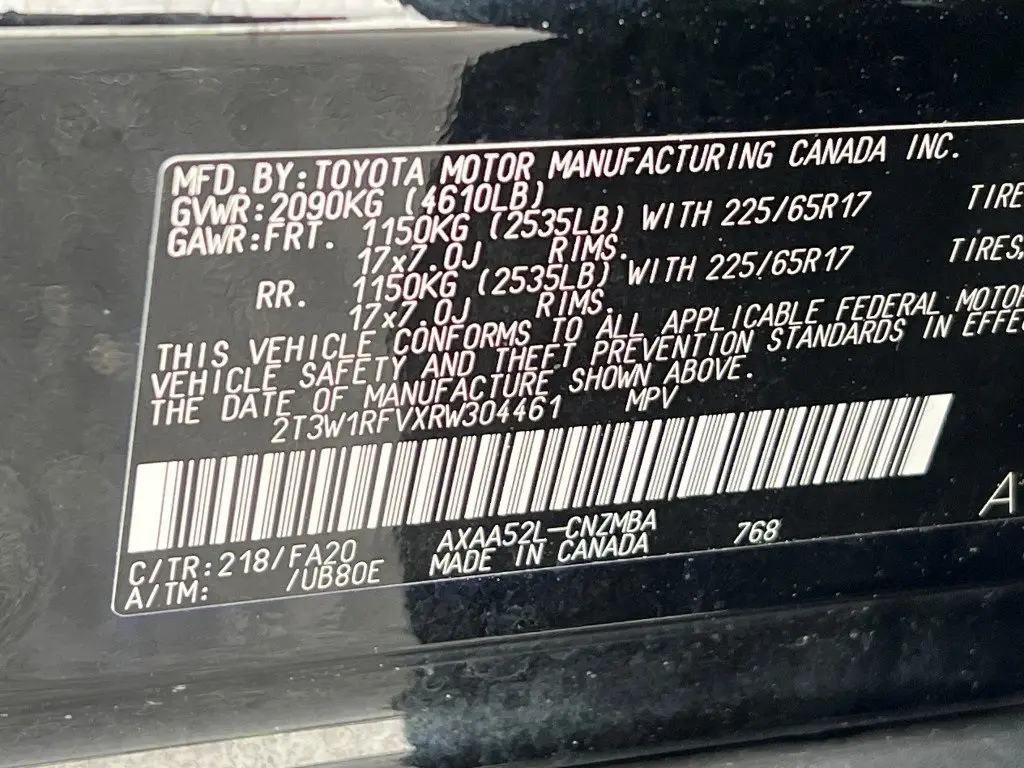 MFD.BY:TOYOTA MOTOR MANUFACTURING CANADA INC.
GVWR:2090KG (4610LB)
GAWR:FRT. 1150KG (2535LB) WITH 225/65R17 TIRE
17x7.0J RIMS.
RR. 1150KG (2535LB) WITH 225/65R17 TIRES,
17x7.0J RIMS.
THIS VEHICLE CONFORMS TO ALL APPLICABLE FEDERAL MOTOR
VEHICLE SAFETY AND THEFT PREVENTION STANDARDS IN EFFE
THE DATE OF MANUFACTURE SHOWN ABOVE.
2T3W1RFVXRW304461 MPV
C/TR:218/FA20 AXAA52L-CNZMBA 768
A/TM: /UB80E MADE IN CANADA
A